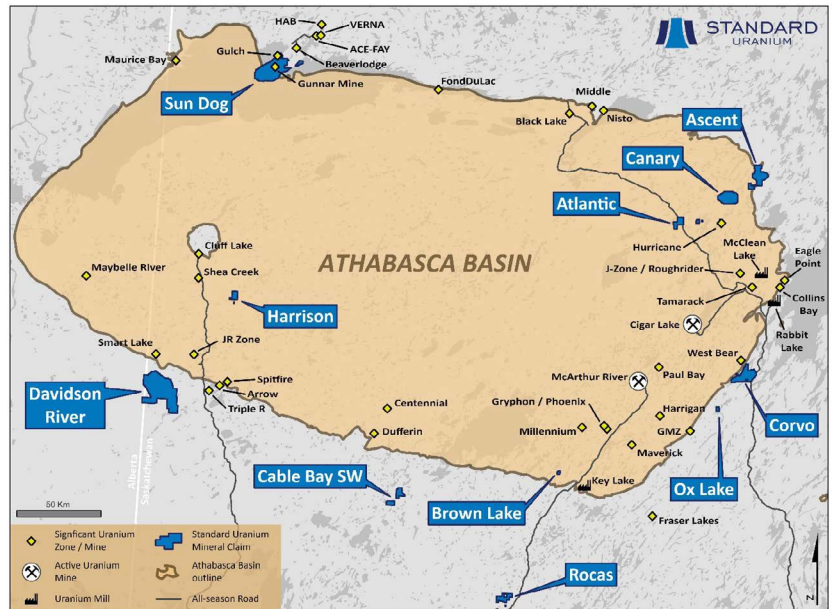 STANDARD
URANIUM
HAB
VERNA
ACE-FAY
Gulch
Beaverlodge
Maurice Bay
Gunnar Mine
Sun Dog
FondDuLac
Middle
Black Lake
Nisto
Ascent
Canary
Atlantic
Hurricane
McClean
Lake
Eagle
Point
J-Zone / Roughrider
Tamarack
Collins
Bay
Cigar Lake
Rabbit
Lake
Cluff Lake
ATHABASCA BASIN
Maybelle River
Shea Creek
Harrison
Smart Lake
JR Zone
West Bear
McArthur River
Paul Bay
Spitfire
Davidson
River
Arrow
Triple R
Centennial
Gryphon / Phoenix
Harrigan
Corvo
Dufferin
Millennium
GMZ
Maverick
Cable Bay SW
Key Lake
Ox Lake
Brown Lake
Fraser Lakes
Alberta
Saskatchewan
50 Km
Rocas
Signficant Uranium
Zone / Mine
Standard Uranium
Mineral Claim
Active Uranium
Mine
Athabasca Basin
outline
Uranium Mill
All-season Road
N